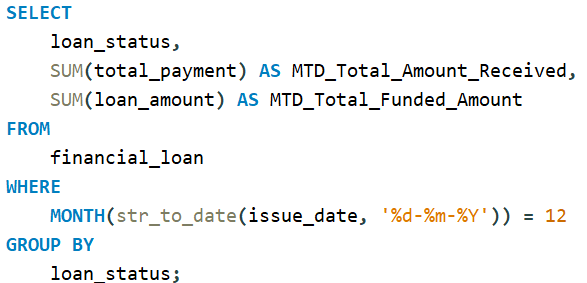 SELECT
    loan_status,
    SUM(total_payment) AS MTD_Total_Amount_Received,
    SUM(loan_amount) AS MTD_Total_Funded_Amount
FROM
    financial_loan
WHERE
    MONTH(str_to_date(issue_date, '%d-%m-%Y')) = 12
GROUP BY
    loan_status;